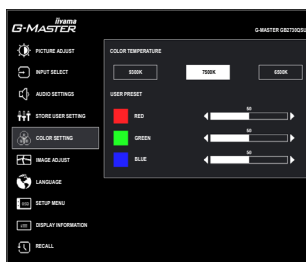 iiyama
G-MASTER
G-MASTER GB2730QSU
PICTURE ADJUST
INPUT SELECT
AUDIO SETTINGS
STORE USER SETTING
COLOR SETTING
IMAGE ADJUST
LANGUAGE
SETUP MENU
DISPLAY INFORMATION
RECALL
COLOR TEMPERATURE
9300K
7500K
6500K
USER PRESET
RED
50
GREEN
50
BLUE
50